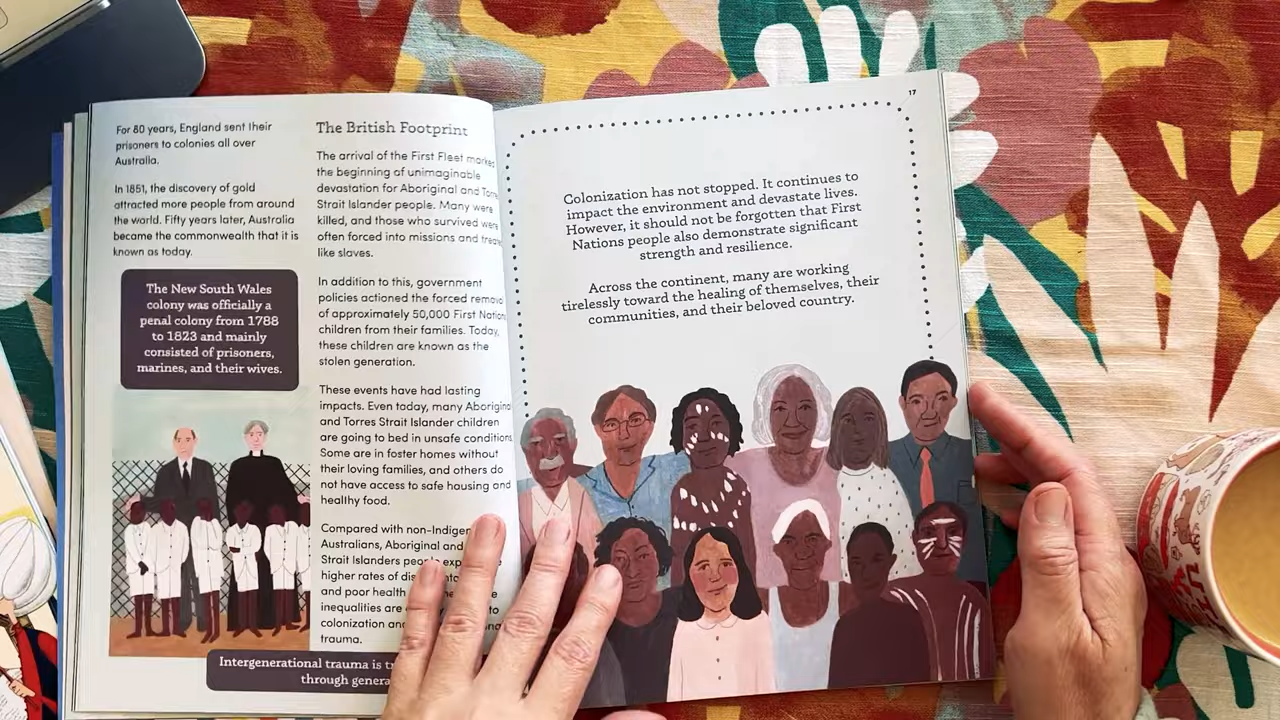 For 80 years, England sent their
prisoners to colonies all over
Australia.
In 1851, the discovery of gold
attracted more people from around
the world. Fifty years later, Australia
became the commonwealth that it is
known as today.
The New South Wales
colony was officially a
penal colony from 1788
to 1823 and mainly
consisted of prisoners,
marines, and their wives.
The British Footprint
The arrival of the First Fleet marked
the beginning of unimaginable
devastation for Aboriginal and Torres
Strait Islander people. Many were
killed, and those who survived were
often forced into missions and treated
like slaves.
In addition to this, government
policies actioned the forced removal
of approximately 50,000 First Nations
children from their families. Today,
these children are known as the
stolen generation.
These events have had lasting
impacts. Even today, many Aboriginal
and Torres Strait Islander children
are going to bed in unsafe conditions.
Some are in foster homes without
their loving families, and others do
not have access to safe housing and
healthy food.
Compared with non-Indigen
Australians, Aboriginal and
Strait Islanders people exp
higher rates of dis
and poor health
inequalities are to
colonization and
trauma.
Intergenerational trauma is tr
through genera
17
Colonization has not stopped. It continues to
impact the environment and devastate lives.
However, it should not be forgotten that First
Nations people also demonstrate significant
strength and resilience.
Across the continent, many are working
tirelessly toward the healing of themselves, their
communities, and their beloved country.